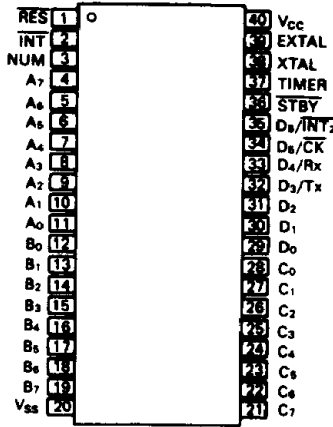 RES 1 40 Vcc
INT 2 39 EXTAL
NUM 3 38 XTAL
A₇ 4 37 TIMER
A₆ 5 36 STBY
A₅ 6 35 D₆/INT₂
A₄ 7 34 D₅/CK
A₃ 8 33 D₄/Rx
A₂ 9 32 D₃/Tx
A₁ 10 31 D₂
A₀ 11 30 D₁
B₀ 12 29 D₀
B₁ 13 28 C₀
B₂ 14 27 C₁
B₃ 15 26 C₂
B₄ 16 25 C₃
B₅ 17 24 C₄
B₆ 18 23 C₅
B₇ 19 22 C₆
Vss 20 21 C₇